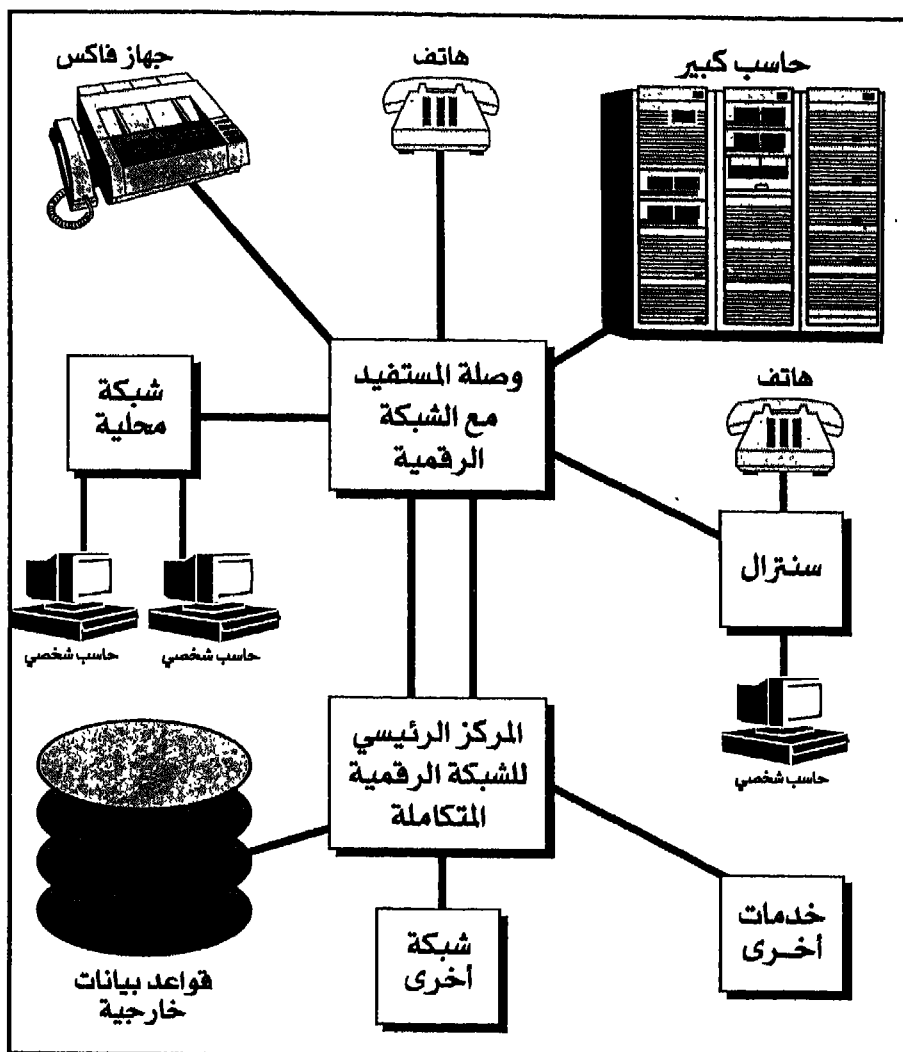 جهاز فاكس
هاتف
حاسب كبير
وصلة المستفيد
مع الشبكة
الرقمية
شبكة
محلية
هاتف
سنترال
حاسب شخصي
حاسب شخصي
حاسب شخصي
المركز الرئيسي
للشبكة الرقمية
المتكاملة
قواعد بيانات
خارجية
شبكة
أخرى
خدمات
أخـرى